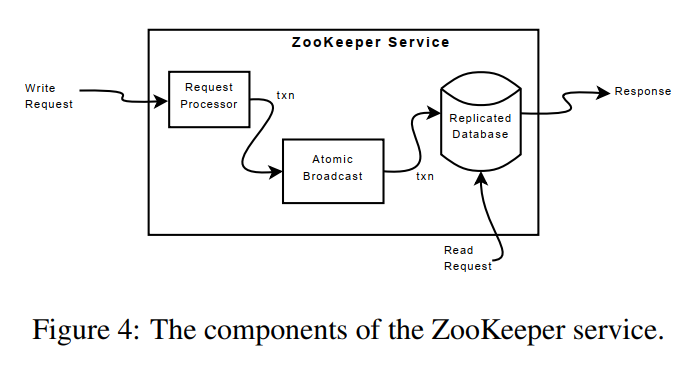 ZooKeeper Service
Write
Request
Request
Processor
txn
Atomic
Broadcast
txn
Replicated
Database
Response
Read
Request
Figure 4: The components of the ZooKeeper service.